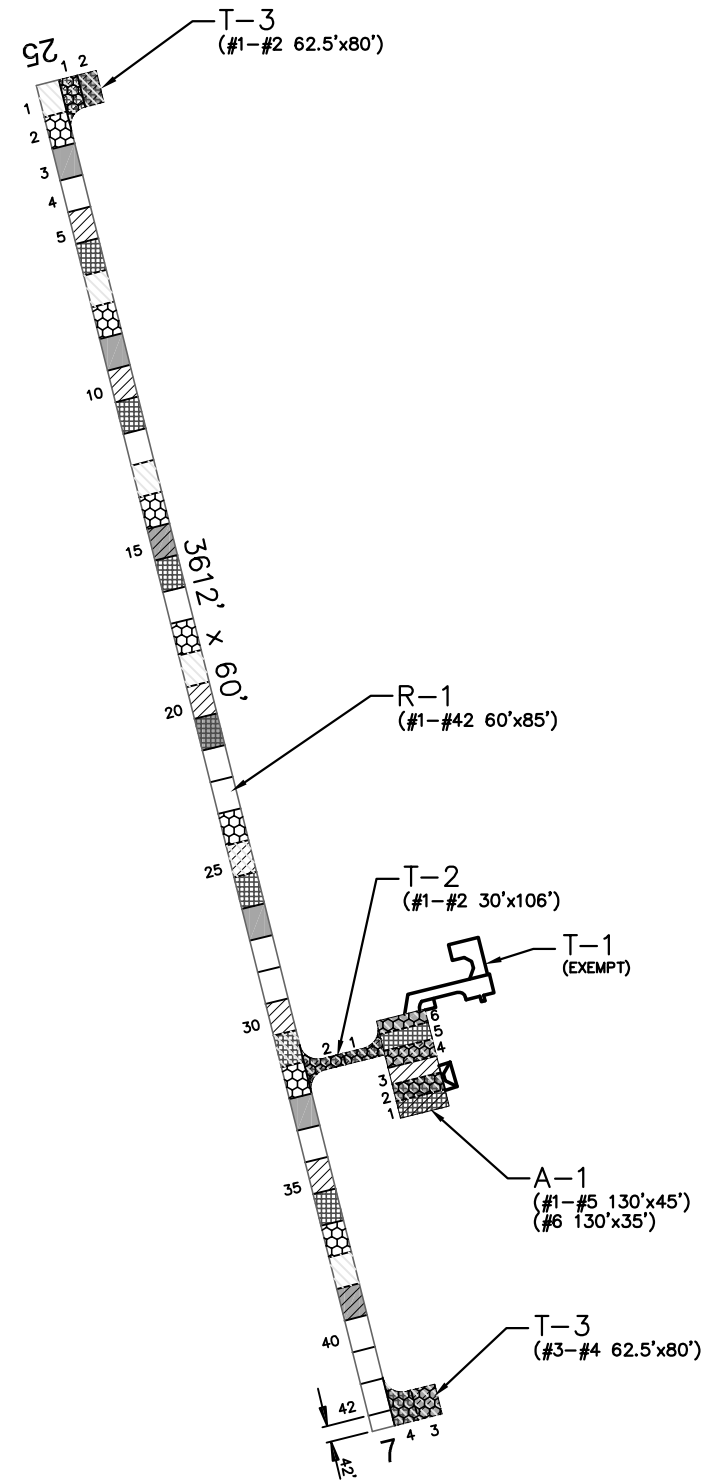 T-3
(#1-#2 62.5'x80')
25
1 2
1
2
3
4
5
10
15
3612' x 60'
20
R-1
(#1-#42 60'x85')
25
T-2
(#1-#2 30'x106')
T-1
(EXEMPT)
30
2 1
6
5
4
3
2
1
A-1
(#1-#5 130'x45')
(#6 130'x35')
35
T-3
(#3-#4 62.5'x80')
40
42
42'
7
4 3